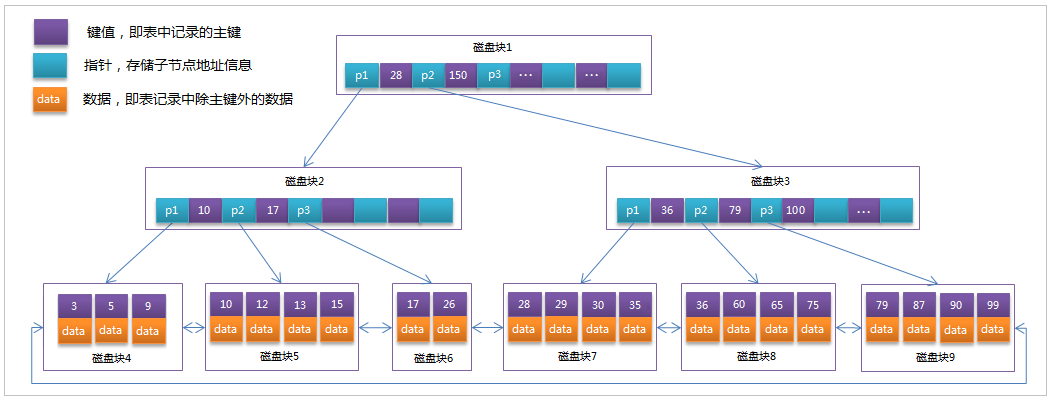 键值，即表中记录的主键
指针，存储子节点地址信息
data 数据，即表记录中除主键外的数据
磁盘块1
p1 28 p2 150 p3 ... ...
磁盘块2
p1 10 p2 17 p3
磁盘块3
p1 36 p2 79 p3 100 ...
3 5 9
data data data
磁盘块4
10 12 13 15
data data data data
磁盘块5
17 26
data data
磁盘块6
28 29 30 35
data data data data
磁盘块7
36 60 65 75
data data data data
磁盘块8
79 87 90 99
data data data data
磁盘块9